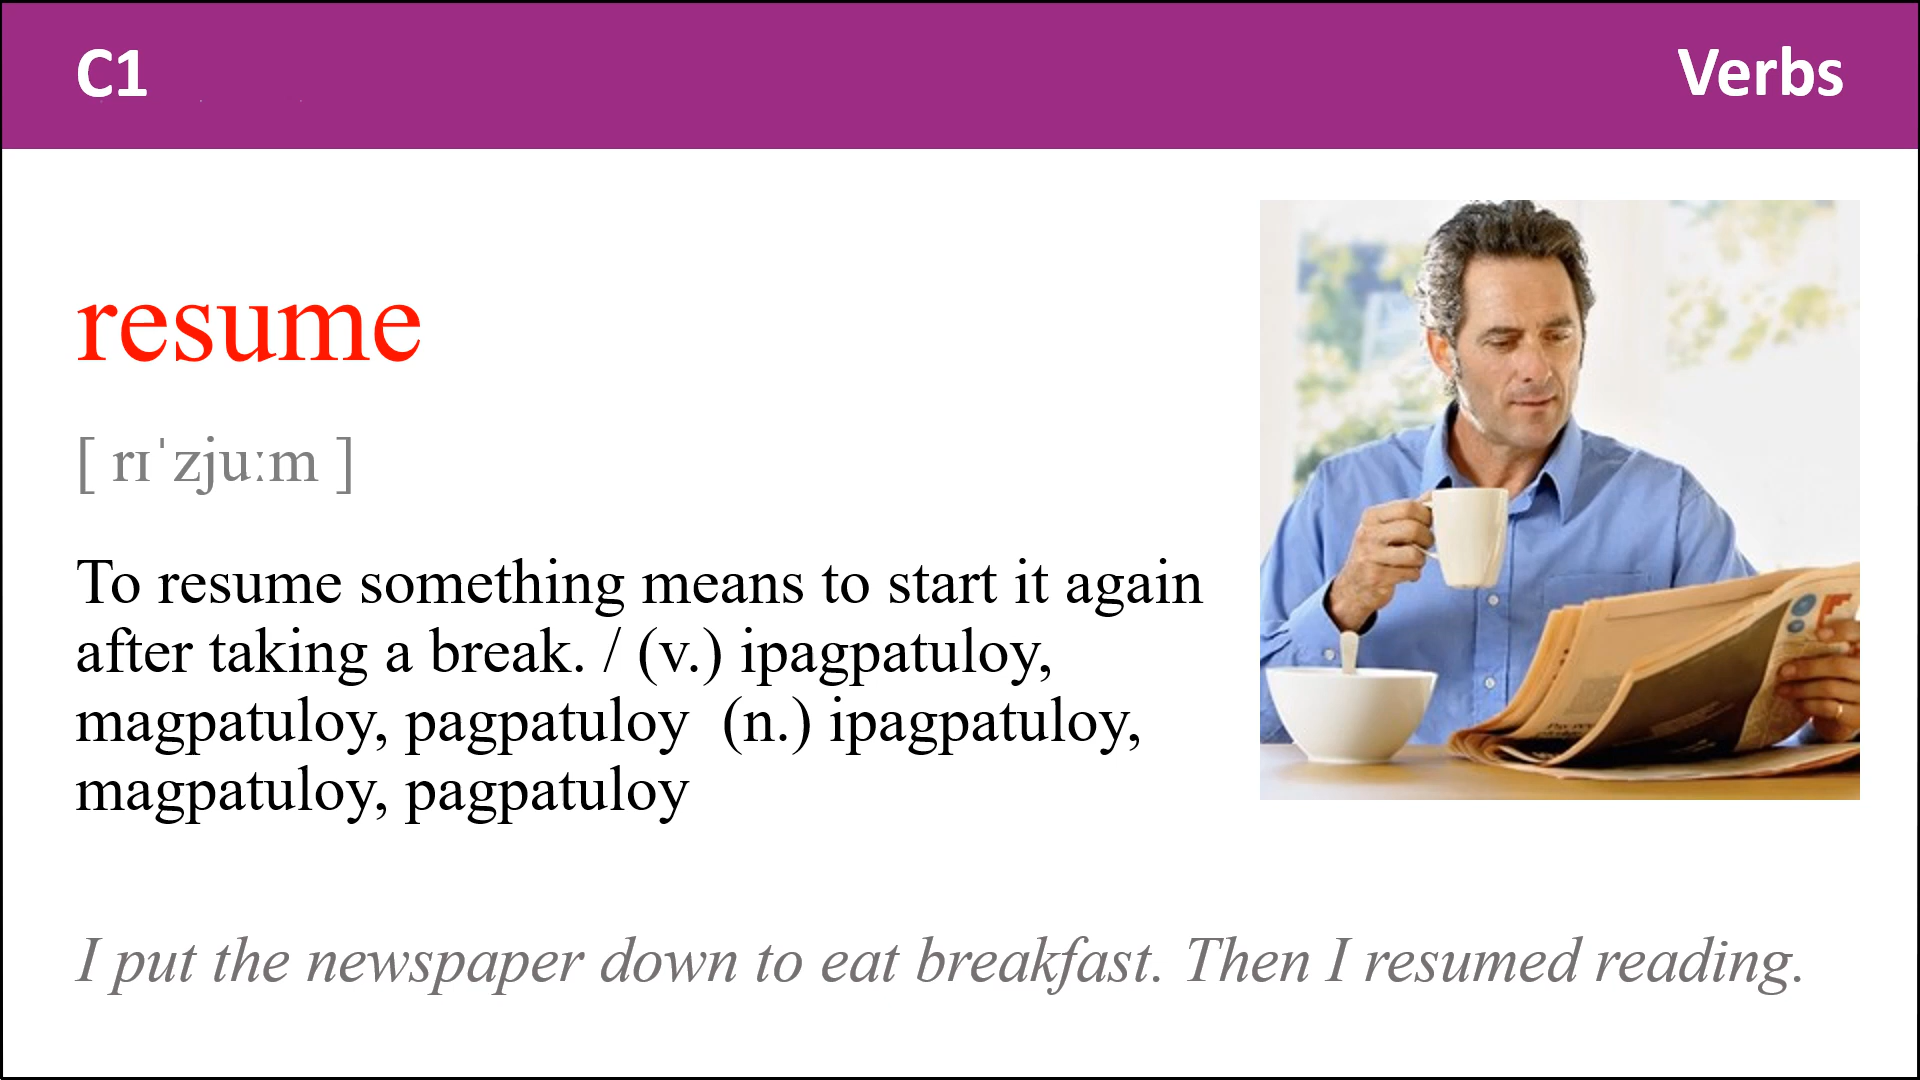 C1
Verbs
resume
[ rɪˈzjuːm ]
To resume something means to start it again
after taking a break. / (v.) ipagpatuloy,
magpatuloy, pagpatuloy  (n.) ipagpatuloy,
magpatuloy, pagpatuloy
I put the newspaper down to eat breakfast. Then I resumed reading.